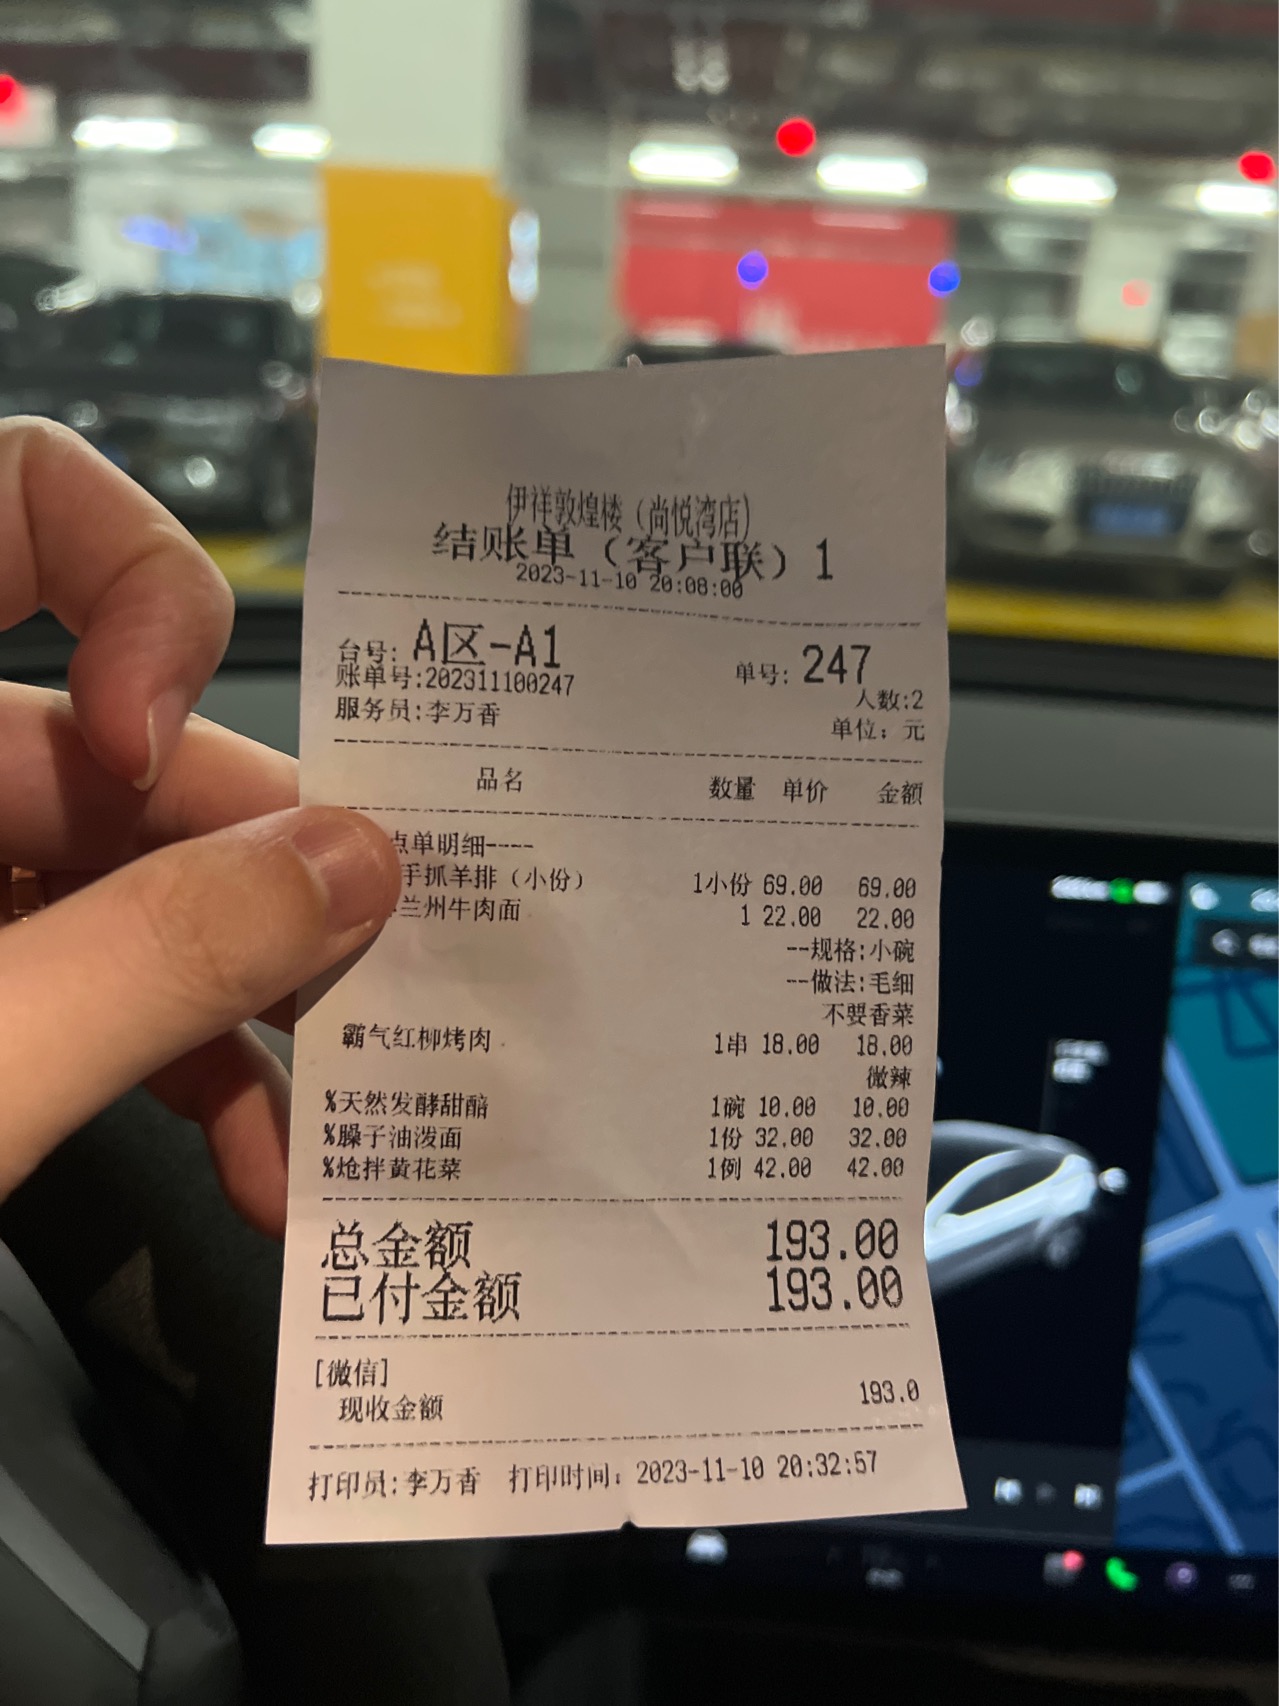 伊祥敦煌楼（尚悦湾店）
结账单（客户联）1
2023-11-10 20:08:00
台号: A区-A1 单号: 247
账单号:202311100247 人数:2
服务员:李万香 单位: 元
品名 数量 单价 金额
点单明细----
手抓羊排（小份） 1小份 69.00 69.00
兰州牛肉面 1 22.00 22.00
--规格:小碗
--做法:毛细
不要香菜
霸气红柳烤肉 1串 18.00 18.00
微辣
%天然发酵甜醅 1碗 10.00 10.00
%臊子油泼面 1份 32.00 32.00
%炝拌黄花菜 1例 42.00 42.00
总金额 193.00
已付金额 193.00
[微信]
现收金额 193.0
打印员:李万香 打印时间: 2023-11-10 20:32:57